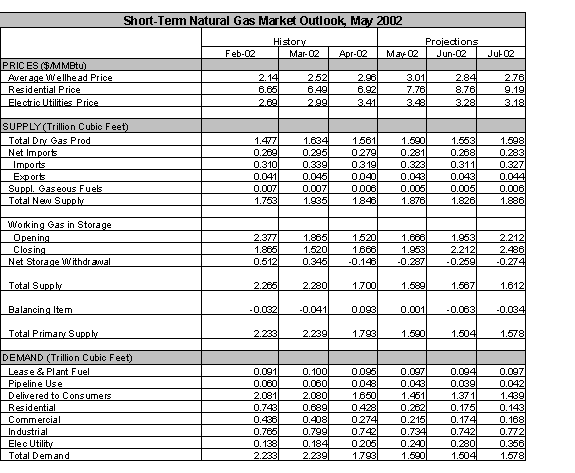 Short-Term Natural Gas Market Outlook, May 2002
History Projections
Feb-02 Mar-02 Apr-02 May-02 Jun-02 Jul-02
PRICES ($/MMBtu)
Average Wellhead Price 2.14 2.52 2.96 3.01 2.84 2.76
Residential Price 6.65 6.49 6.92 7.76 8.76 9.19
Electric Utilities Price 2.69 2.99 3.41 3.48 3.28 3.18
SUPPLY (Trillion Cubic Feet)
Total Dry Gas Prod 1.477 1.634 1.561 1.590 1.553 1.598
Net Imports 0.269 0.295 0.279 0.281 0.268 0.283
Imports 0.310 0.339 0.319 0.323 0.311 0.327
Exports 0.041 0.045 0.040 0.043 0.043 0.044
Suppl. Gaseous Fuels 0.007 0.007 0.006 0.005 0.005 0.006
Total New Supply 1.753 1.935 1.846 1.876 1.826 1.886
Working Gas in Storage
Opening 2.377 1.865 1.520 1.666 1.953 2.212
Closing 1.865 1.520 1.666 1.953 2.212 2.486
Net Storage Withdrawal 0.512 0.345 -0.146 -0.287 -0.259 -0.274
Total Supply 2.265 2.280 1.700 1.589 1.567 1.612
Balancing Item -0.032 -0.041 0.093 0.001 -0.063 -0.034
Total Primary Supply 2.233 2.239 1.793 1.590 1.504 1.578
DEMAND (Trillion Cubic Feet)
Lease & Plant Fuel 0.091 0.100 0.095 0.097 0.094 0.097
Pipeline Use 0.060 0.060 0.048 0.043 0.039 0.042
Delivered to Consumers 2.081 2.080 1.650 1.451 1.371 1.439
Residential 0.743 0.689 0.428 0.262 0.175 0.143
Commercial 0.436 0.408 0.274 0.215 0.174 0.168
Industrial 0.765 0.799 0.742 0.734 0.742 0.772
Elec Utility 0.138 0.184 0.205 0.240 0.280 0.356
Total Demand 2.233 2.239 1.793 1.590 1.504 1.578